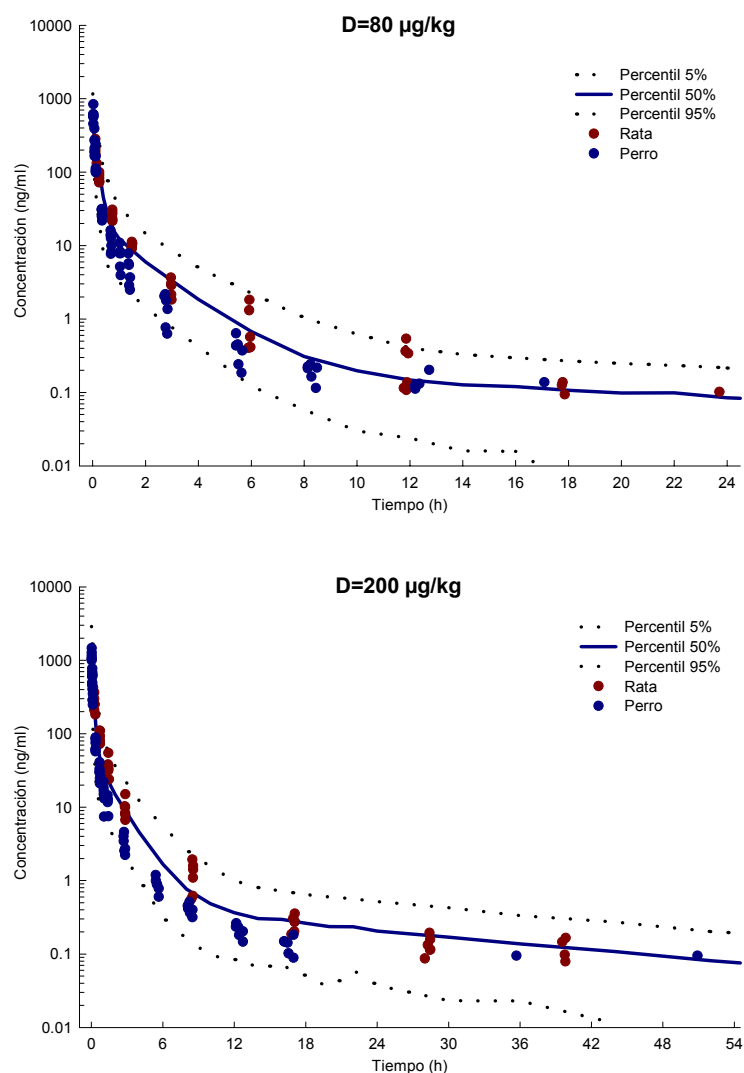 D=80 µg/kg
10000
1000
100
10
1
0.1
0.01
Concentración (ng/ml)
Percentil 5%
Percentil 50%
Percentil 95%
Rata
Perro
0 2 4 6 8 10 12 14 16 18 20 22 24
Tiempo (h)
D=200 µg/kg
10000
1000
100
10
1
0.1
0.01
Concentración (ng/ml)
Percentil 5%
Percentil 50%
Percentil 95%
Rata
Perro
0 6 12 18 24 30 36 42 48 54
Tiempo (h)